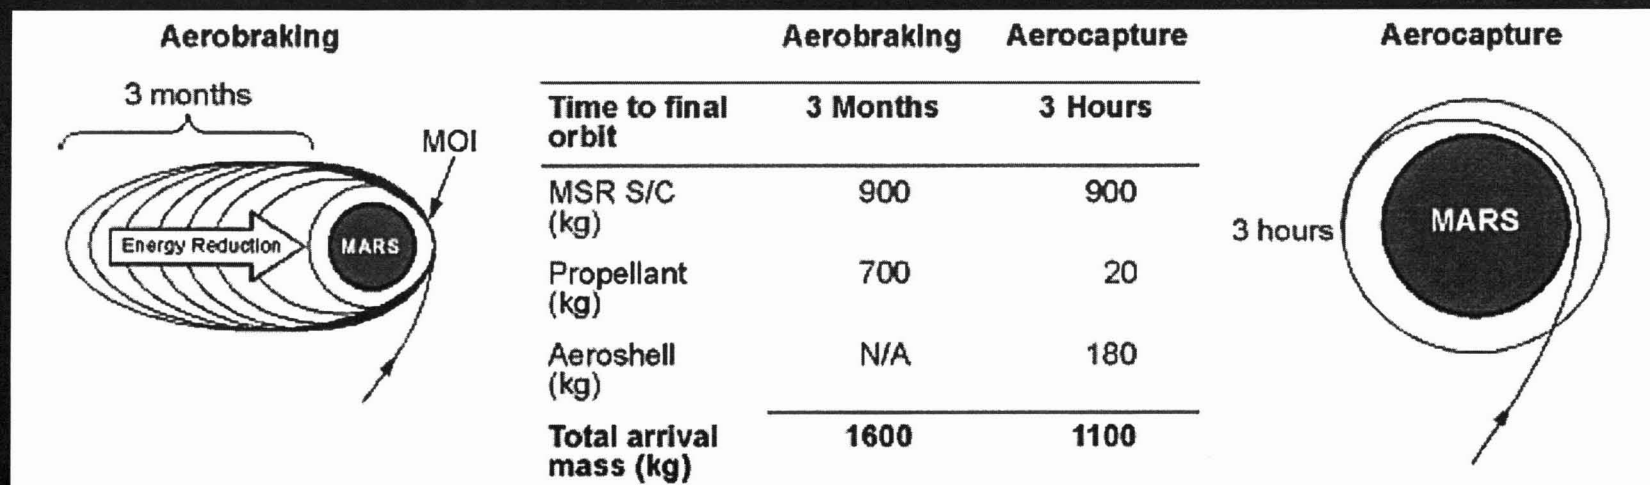 Aerobraking
3 months
MOI
Energy Reduction
MARS
Aerobraking Aerocapture
Time to final 3 Months 3 Hours
orbit
MSR S/C 900 900
(kg)
Propellant 700 20
(kg)
Aeroshell N/A 180
(kg)
Total arrival 1600 1100
mass (kg)
Aerocapture
MARS
3 hours